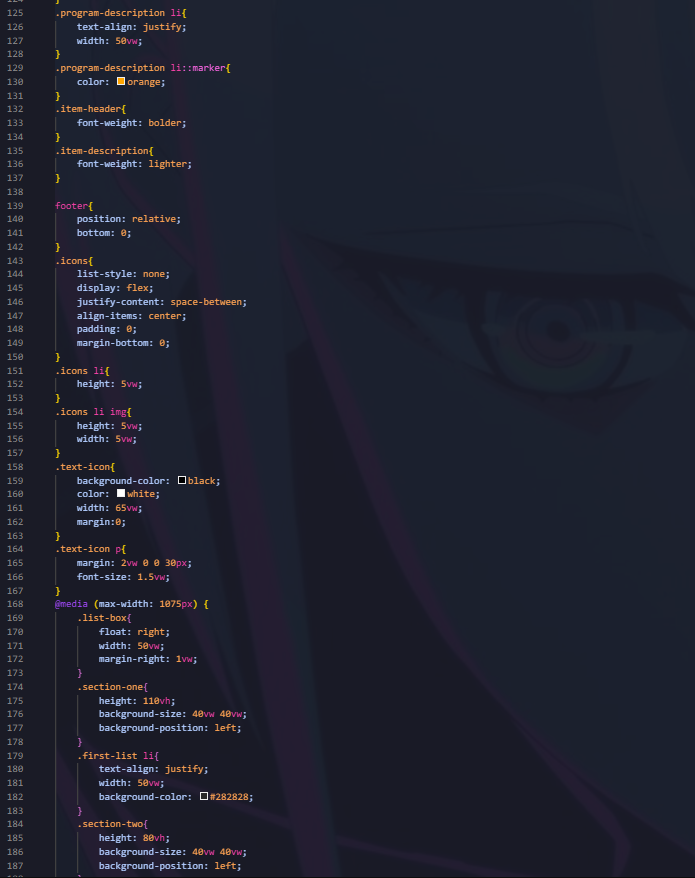 125 .program-description li{
126 text-align: justify;
127 width: 50vw;
128 }
129 .program-description li::marker{
130 color: orange;
131 }
132 .item-header{
133 font-weight: bolder;
134 }
135 .item-description{
136 font-weight: lighter;
137 }
138
139 footer{
140 position: relative;
141 bottom: 0;
142 }
143 .icons{
144 list-style: none;
145 display: flex;
146 justify-content: space-between;
147 align-items: center;
148 padding: 0;
149 margin-bottom: 0;
150 }
151 .icons li{
152 height: 5vw;
153 }
154 .icons li img{
155 height: 5vw;
156 width: 5vw;
157 }
158 .text-icon{
159 background-color: black;
160 color: white;
161 width: 65vw;
162 margin:0;
163 }
164 .text-icon p{
165 margin: 2vw 0 0 30px;
166 font-size: 1.5vw;
167 }
168 @media (max-width: 1075px) {
169 .list-box{
170 float: right;
171 width: 50vw;
172 margin-right: 1vw;
173 }
174 .section-one{
175 height: 110vh;
176 background-size: 40vw 40vw;
177 background-position: left;
178 }
179 .first-list li{
180 text-align: justify;
181 width: 50vw;
182 background-color: #282828;
183 }
184 .section-two{
185 height: 80vh;
186 background-size: 40vw 40vw;
187 background-position: left;